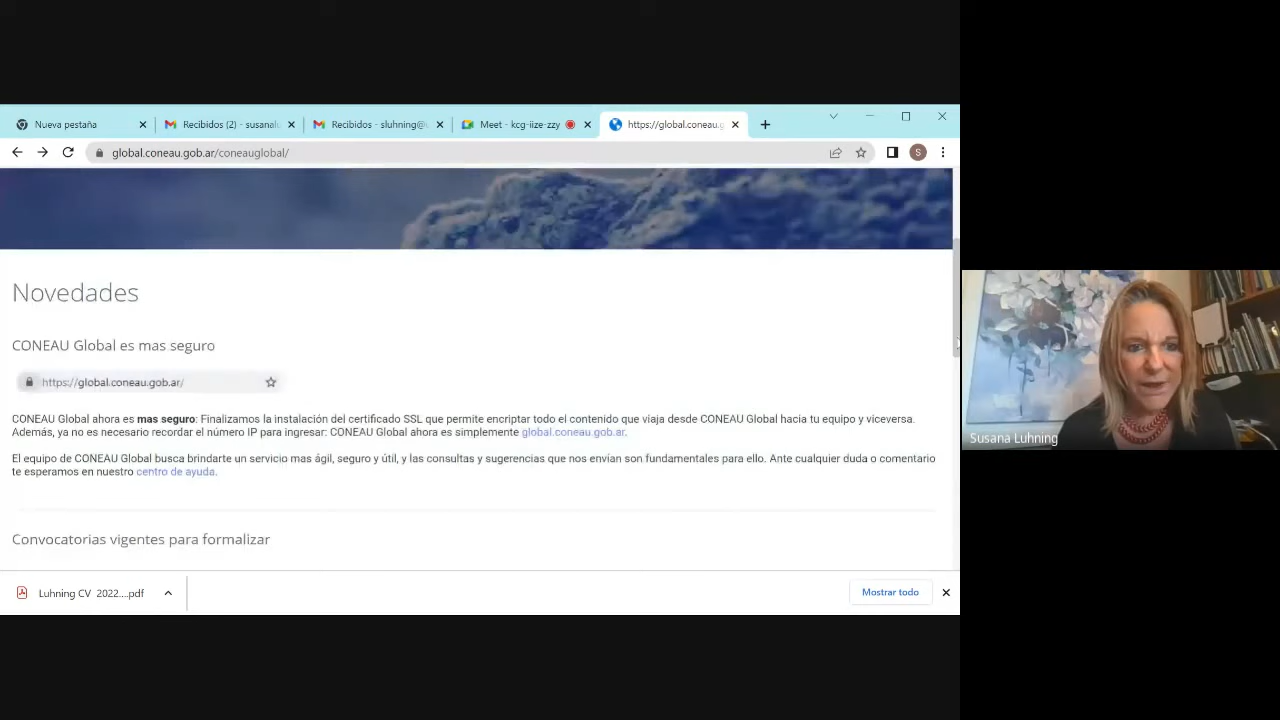 Nueva pestaña
Recibidos (2) - susanalu
Recibidos - sluhning@
Meet - kcg-iize-zzy
https://global.coneau.g
global.coneau.gob.ar/coneauglobal/
S
Novedades
CONEAU Global es mas seguro
https://global.coneau.gob.ar/
CONEAU Global ahora es mas seguro: Finalizamos la instalación del certificado SSL que permite encriptar todo el contenido que viaja desde CONEAU Global hacia tu equipo y viceversa.
Además, ya no es necesario recordar el número IP para ingresar: CONEAU Global ahora es simplemente global.coneau.gob.ar.
El equipo de CONEAU Global busca brindarte un servicio mas ágil, seguro y útil, y las consultas y sugerencias que nos envían son fundamentales para ello. Ante cualquier duda o comentario
te esperamos en nuestro centro de ayuda.
Convocatorias vigentes para formalizar
Luhning CV 2022....pdf
Mostrar todo
Susana Luhning